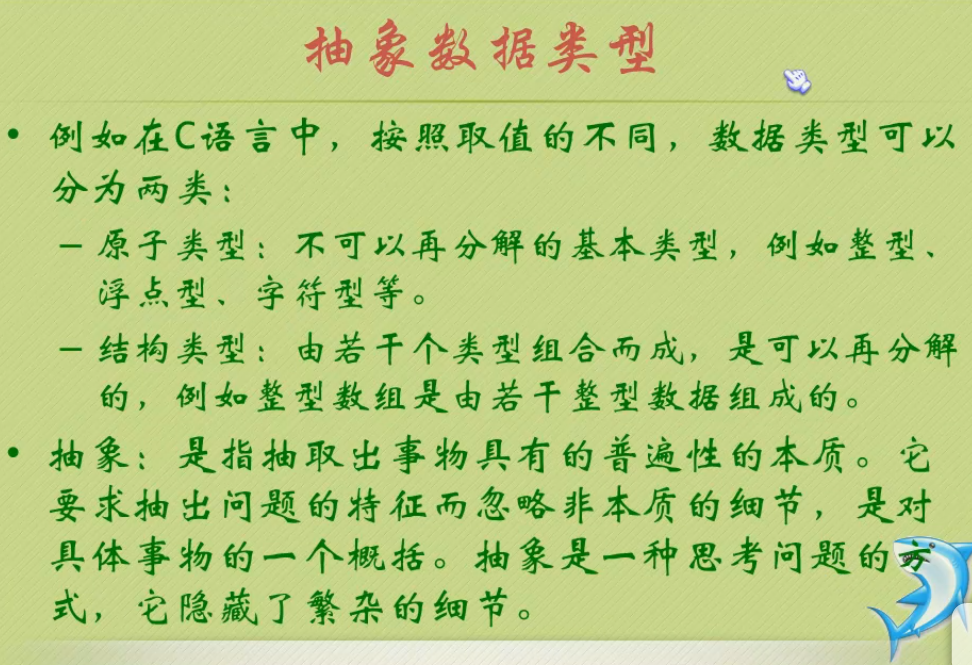 抽象数据类型
• 例如在C语言中，按照取值的不同，数据类型可以
分为两类：
– 原子类型：不可以再分解的基本类型，例如整型、
浮点型、字符型等。
– 结构类型：由若干个类型组合而成，是可以再分解
的，例如整型数组是由若干整型数据组成的。
• 抽象：是指抽取出事物具有的普遍性的本质。它
要求抽出问题的特征而忽略非本质的细节，是对
具体事物的一个概括。抽象是一种思考问题的方
式，它隐藏了繁杂的细节。